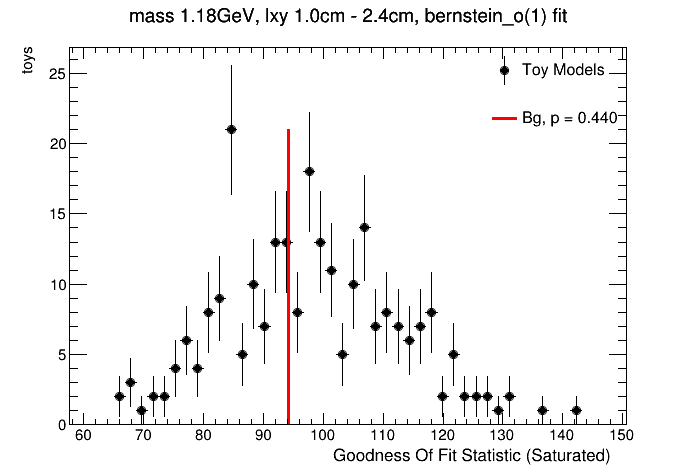 mass 1.18GeV, lxy 1.0cm - 2.4cm, bernstein_o(1) fit
toys
25
20
15
10
5
0
Toy Models
Bg, p = 0.440
60 70 80 90 100 110 120 130 140 150
Goodness Of Fit Statistic (Saturated)